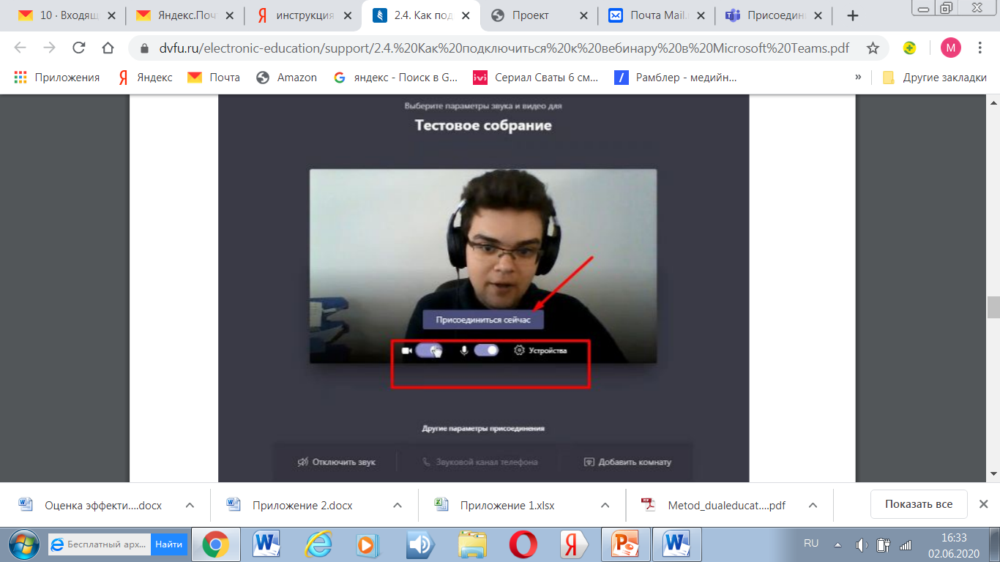 10 · Входящ
Яндекс.Поч
инструкция
2.4. Как под
Проект
Почта Mail.
Присоедин
dvfu.ru/electronic-education/support/2.4.%20Как%20подключиться%20к%20вебинару%20в%20Microsoft%20Teams.pdf
M
Приложения
Яндекс
Почта
Amazon
яндекс - Поиск в G...
Сериал Сваты 6 см...
Рамблер - медийн...
»
Другие закладки
Выберите параметры звука и видео для
Тестовое собрание
Присоединиться сейчас
Устройства
Другие параметры присоединения
Отключить звук
Звуковой канал телефона
Добавить комнату
Оценка эффекти....docx
Приложение 2.docx
Приложение 1.xlsx
Metod_dualeducat....pdf
Показать все
Бесплатный арх...
Найти
RU
16:33
02.06.2020